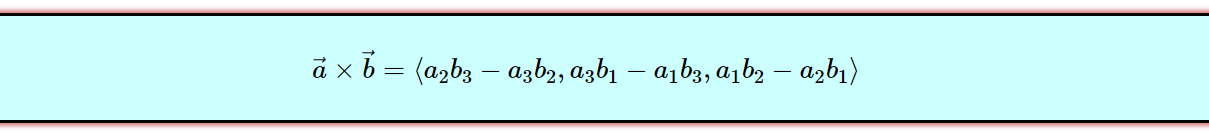 a⃗ × b⃗ = ⟨a₂b₃ − a₃b₂, a₃b₁ − a₁b₃, a₁b₂ − a₂b₁⟩